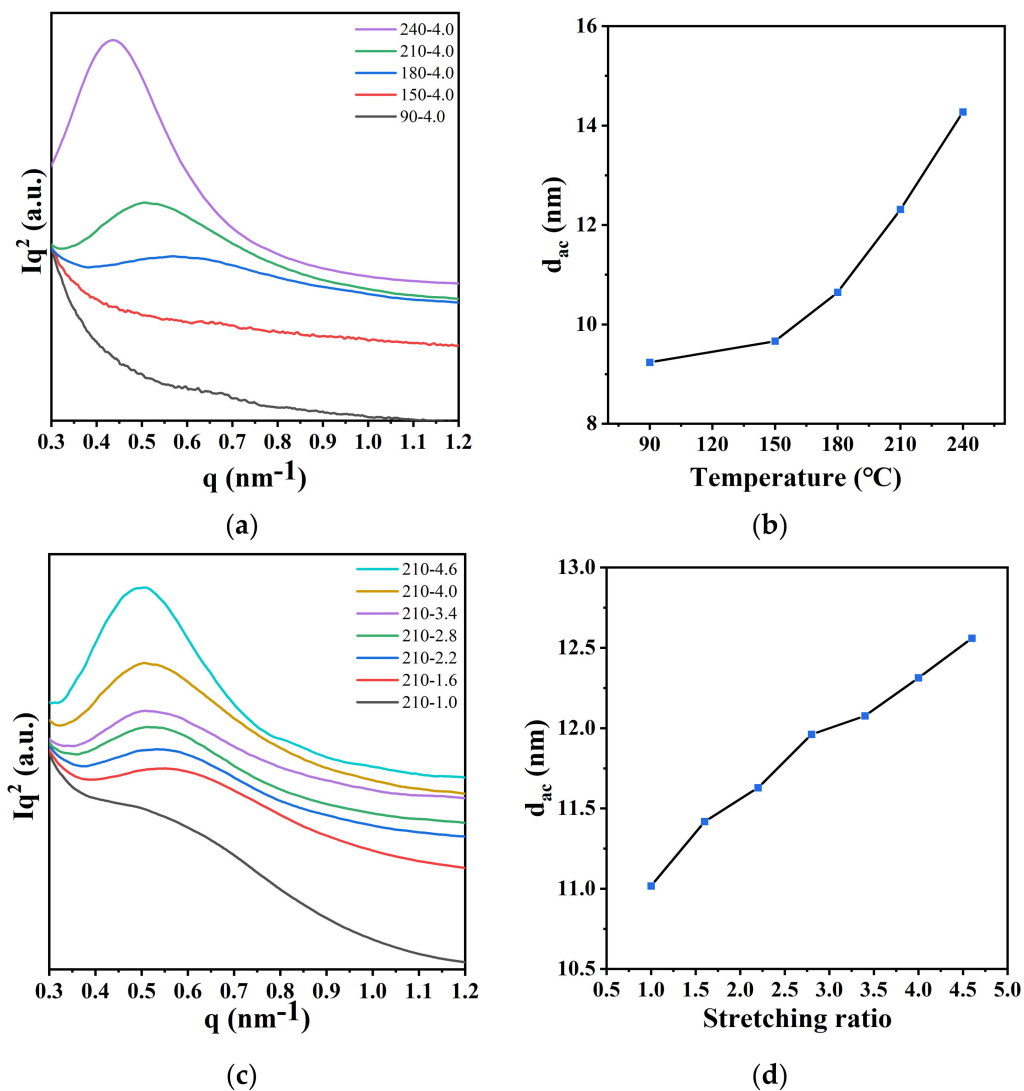 240-4.0
210-4.0
180-4.0
150-4.0
90-4.0
Iq² (a.u.)
0.3 0.4 0.5 0.6 0.7 0.8 0.9 1.0 1.1 1.2
q (nm⁻¹)
(a)
16
14
12
10
8
d_ac (nm)
90 120 150 180 210 240
Temperature (°C)
(b)
210-4.6
210-4.0
210-3.4
210-2.8
210-2.2
210-1.6
210-1.0
Iq² (a.u.)
0.3 0.4 0.5 0.6 0.7 0.8 0.9 1.0 1.1 1.2
q (nm⁻¹)
(c)
13.0
12.5
12.0
11.5
11.0
10.5
d_ac (nm)
0.5 1.0 1.5 2.0 2.5 3.0 3.5 4.0 4.5 5.0
Stretching ratio
(d)